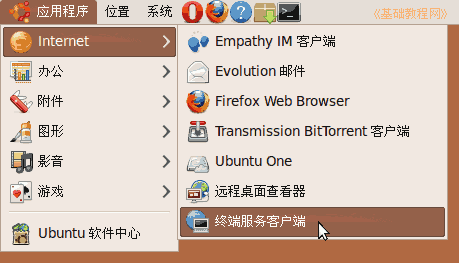 应用程序 位置 系统 《基础教程网》
Internet
办公
附件
图形
影音
游戏
Ubuntu 软件中心
Empathy IM 客户端
Evolution 邮件
Firefox Web Browser
Transmission BitTorrent 客户端
Ubuntu One
远程桌面查看器
终端服务客户端